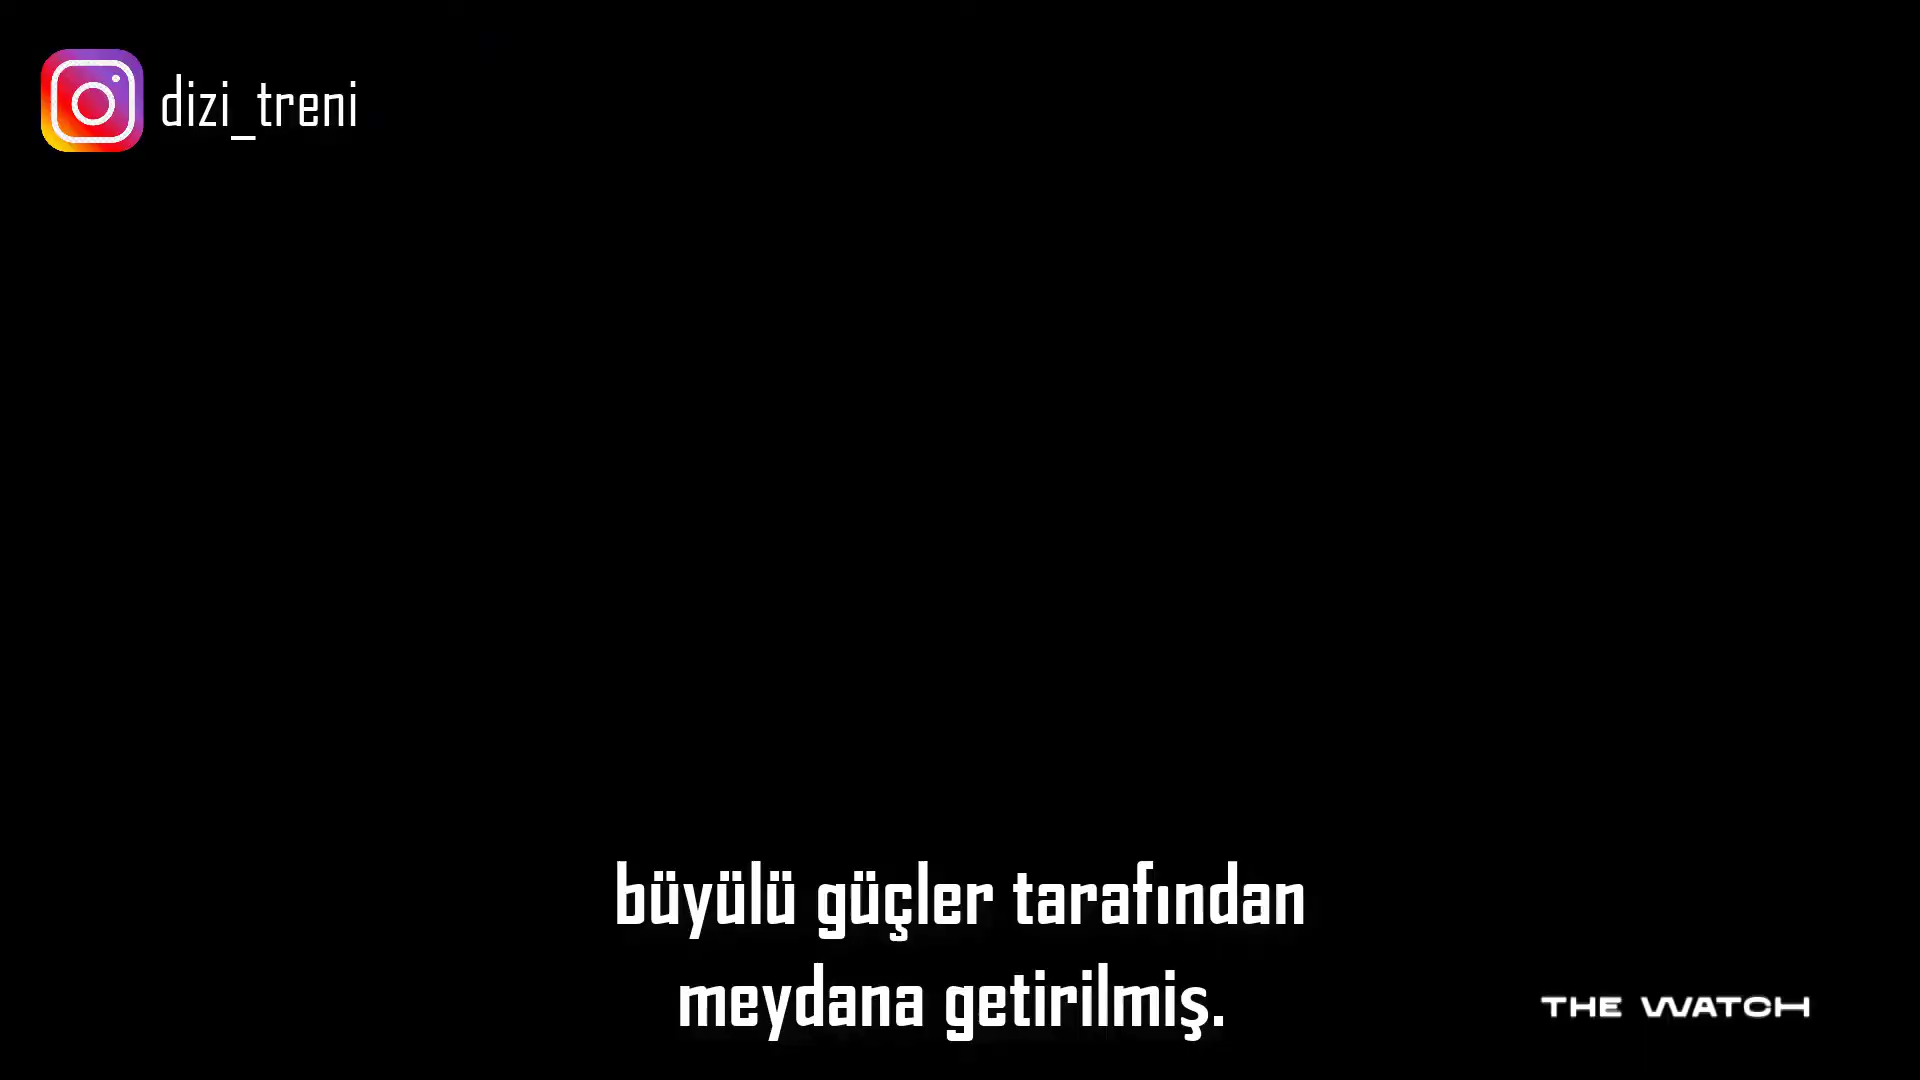 dizi_treni
büyülü güçler tarafından
meydana getirilmiş.
THE WATCH